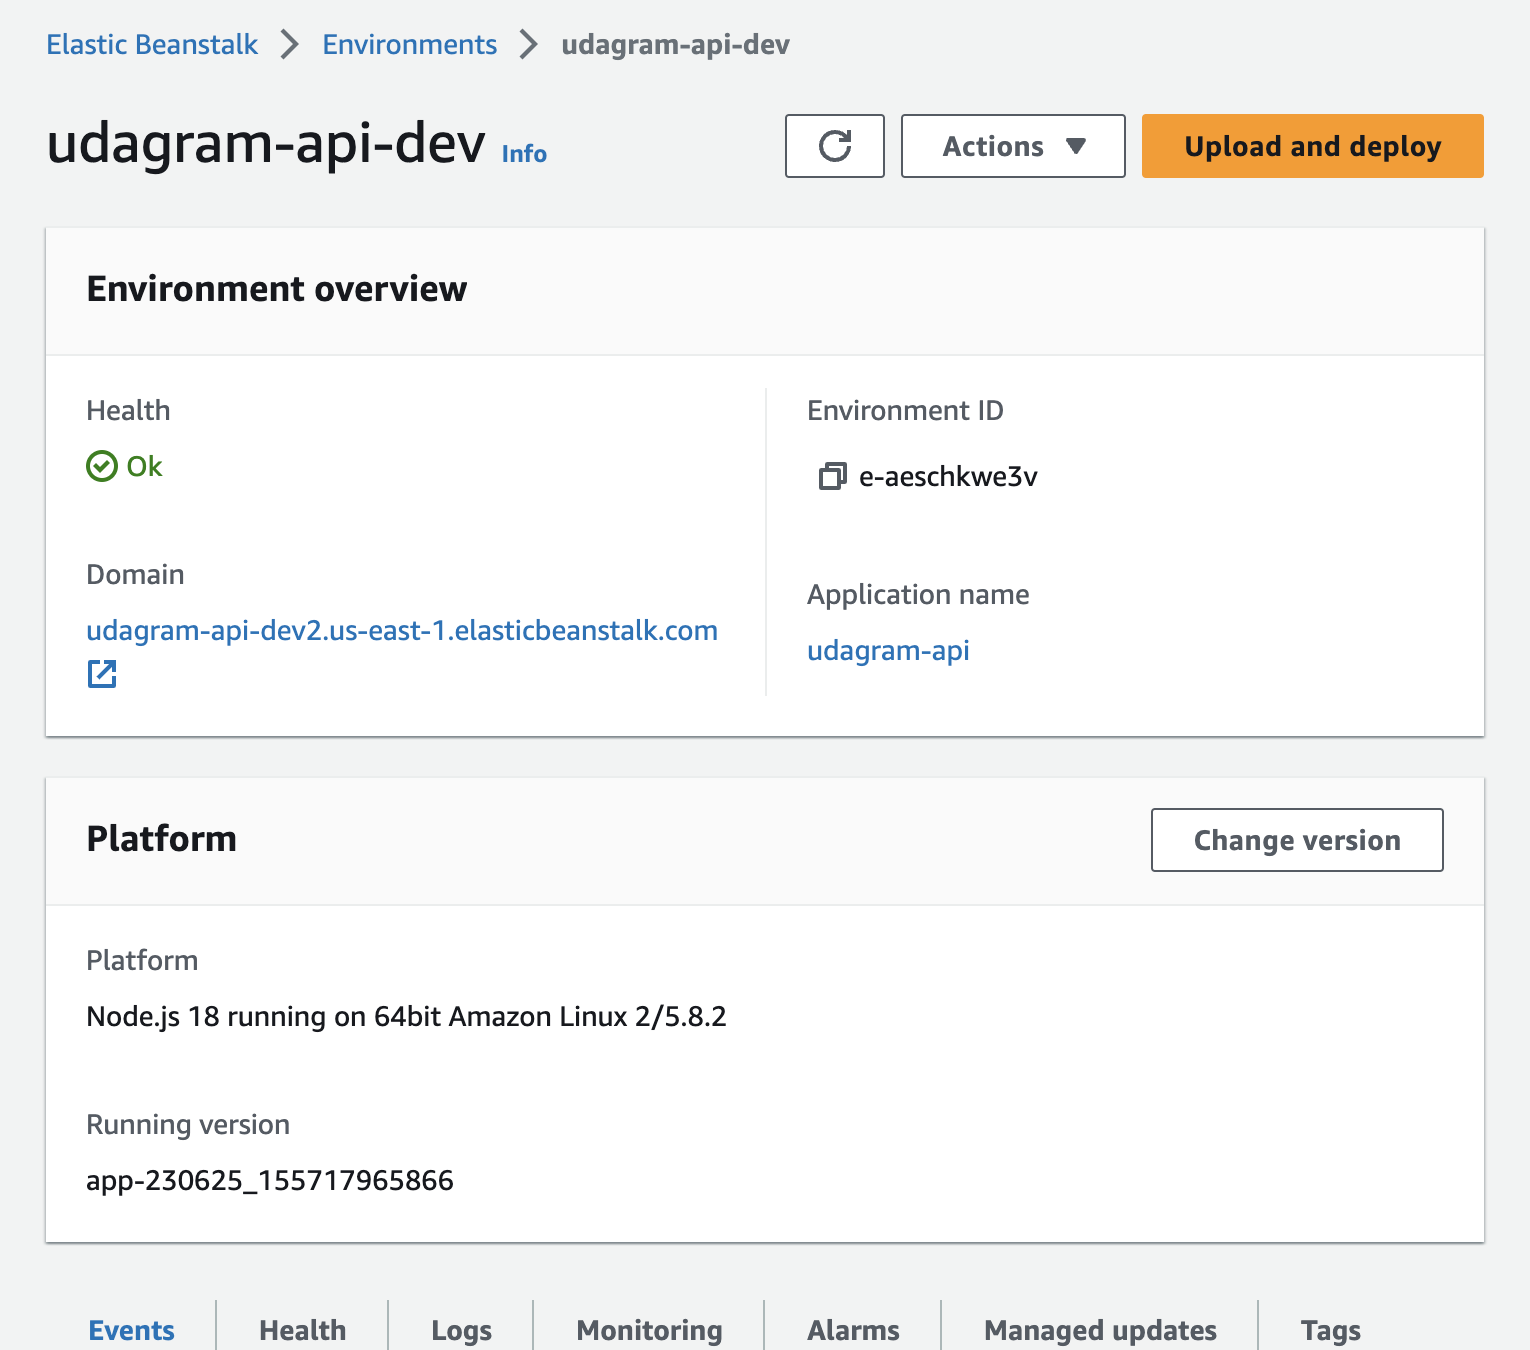 Elastic Beanstalk > Environments > udagram-api-dev
udagram-api-dev Info
Actions
Upload and deploy
Environment overview
Health
Ok
Domain
udagram-api-dev2.us-east-1.elasticbeanstalk.com
Environment ID
e-aeschkwe3v
Application name
udagram-api
Platform
Change version
Platform
Node.js 18 running on 64bit Amazon Linux 2/5.8.2
Running version
app-230625_155717965866
Events Health Logs Monitoring Alarms Managed updates Tags